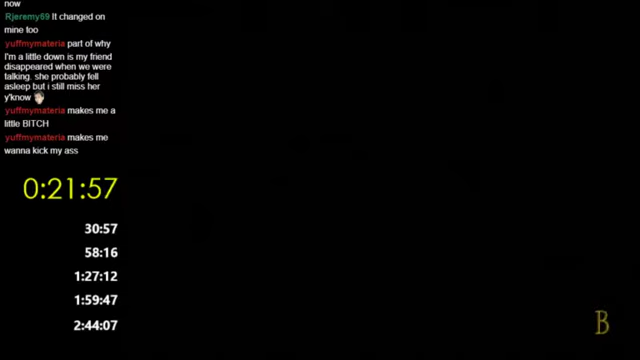 now
Rjeremy69 It changed on
mine too
yuffmymateria part of why
I'm a little down is my friend
disappeared when we were
talking. she probably fell
asleep but i still miss her
y'know
yuffmymateria makes me a
little BITCH
yuffmymateria makes me
wanna kick my ass
0:21:57
30:57
58:16
1:27:12
1:59:47
2:44:07
B